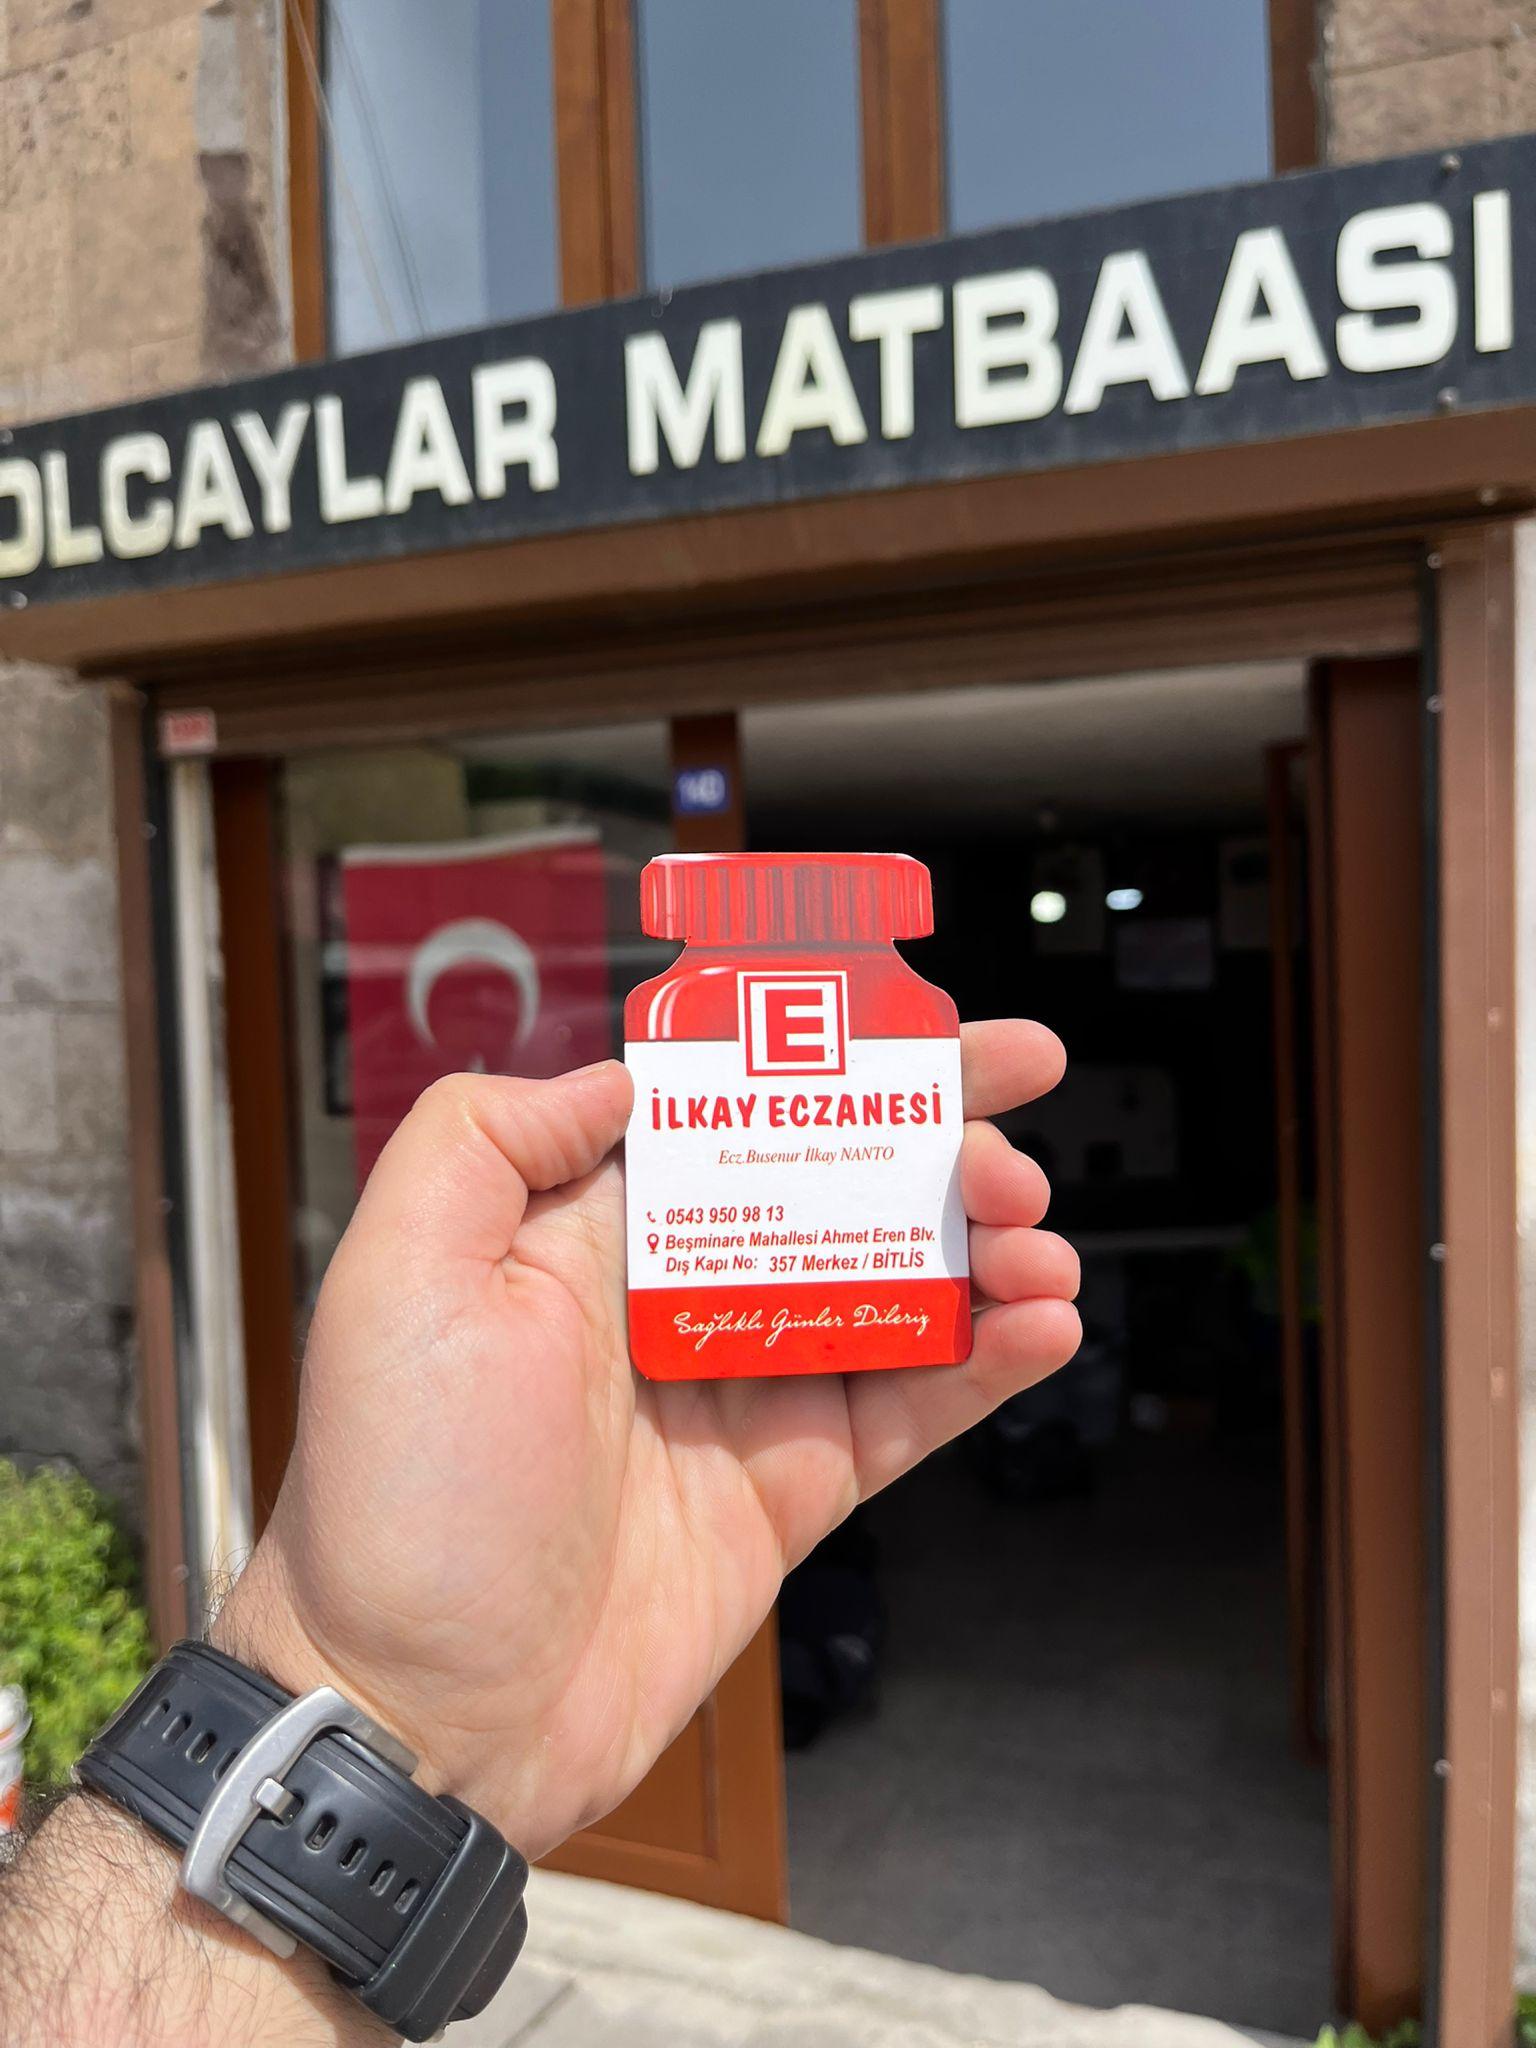 OLCAYLAR MATBAASI
E
İLKAY ECZANESİ
Ecz.Busenur İlkay NANTO
0543 950 98 13
Beşminare Mahallesi Ahmet Eren Blv.
Dış Kapı No: 357 Merkez / BİTLİS
Sağlıklı Günler Dileriz